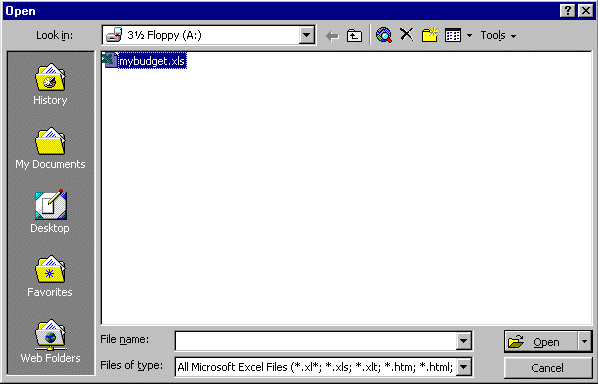 Open
Look in: 3½ Floppy (A:) Tools
mybudget.xls
History
My Documents
Desktop
Favorites
Web Folders
File name: Open
Files of type: All Microsoft Excel Files (*.xl*; *.xls; *.xlt; *.htm; *.html; Cancel